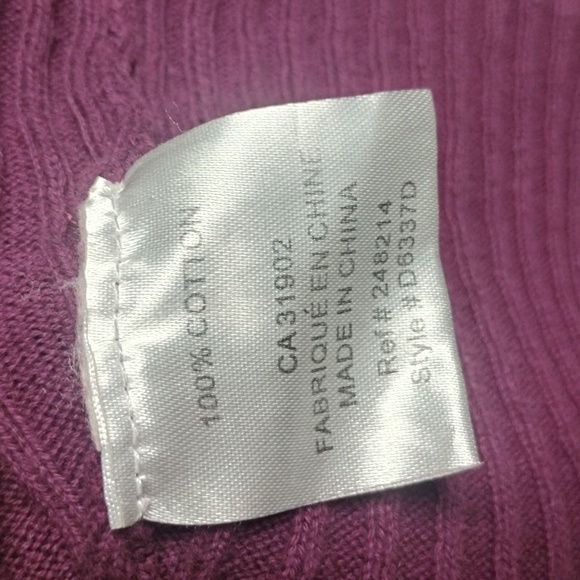 100% COTTON
CA 31902
FABRIQUÉ EN CHINE
MADE IN CHINA
Ref# 248214
Style # D6337D